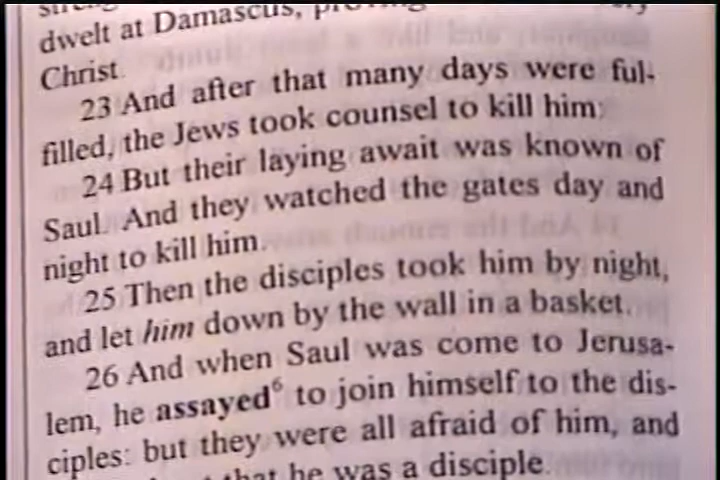 dwelt at Damascus,
Christ.
23 And after that many days were ful-
filled, the Jews took counsel to kill him:
24 But their laying await was known of
Saul. And they watched the gates day and
night to kill him.
25 Then the disciples took him by night,
and let him down by the wall in a basket.
26 And when Saul was come to Jerusa-
lem, he assayed⁶ to join himself to the dis-
ciples: but they were all afraid of him, and
that he was a disciple.